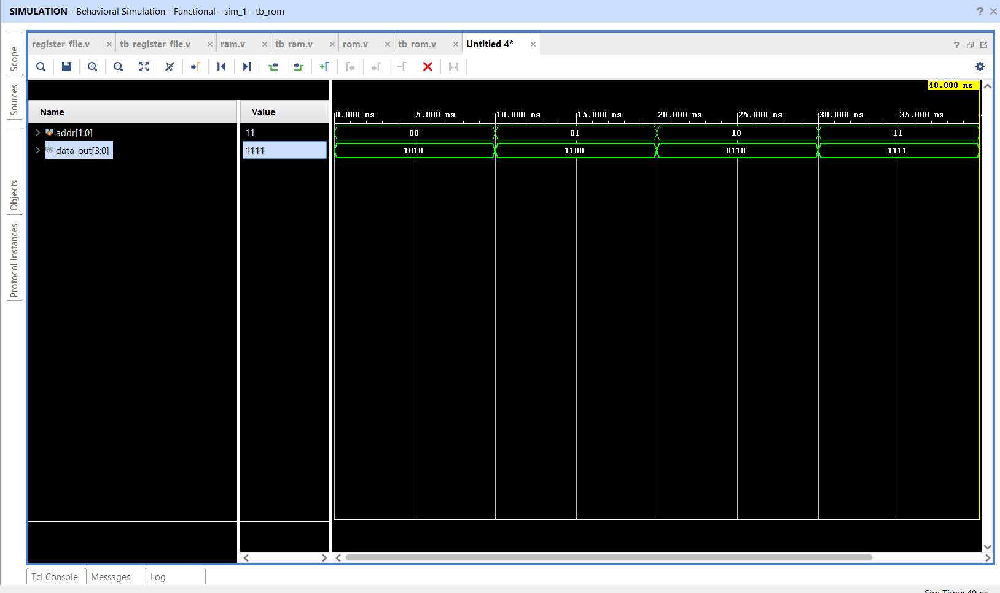 SIMULATION - Behavioral Simulation - Functional - sim_1 - tb_rom
register_file.v tb_register_file.v ram.v tb_ram.v rom.v tb_rom.v Untitled 4*
40.000 ns
Name Value
0.000 ns 5.000 ns 10.000 ns 15.000 ns 20.000 ns 25.000 ns 30.000 ns 35.000 ns
addr[1:0] 11 00 01 10 11
data_out[3:0] 1111 1010 1100 0110 1111
Scope
Sources
Objects
Protocol Instances
Tcl Console Messages Log
Sim Time: 40 ns